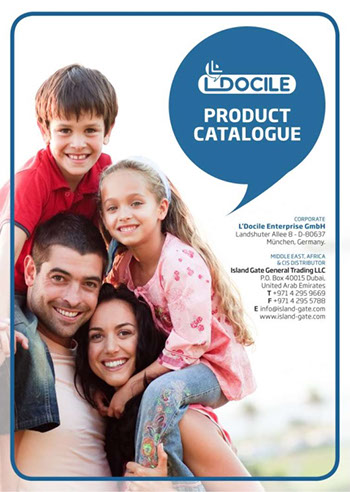 L'DOCILE
PRODUCT
CATALOGUE
CORPORATE
L'Docile Enterprise GmbH
Landshuter Allee 8 - D-80637
München, Germany.
MIDDLE EAST, AFRICA
& CIS DISTRIBUTOR
Island Gate General Trading LLC
P.O. Box 40015 Dubai,
United Arab Emirates
T +971 4 295 9669
F +971 4 295 5788
E info@island-gate.com
www.island-gate.com